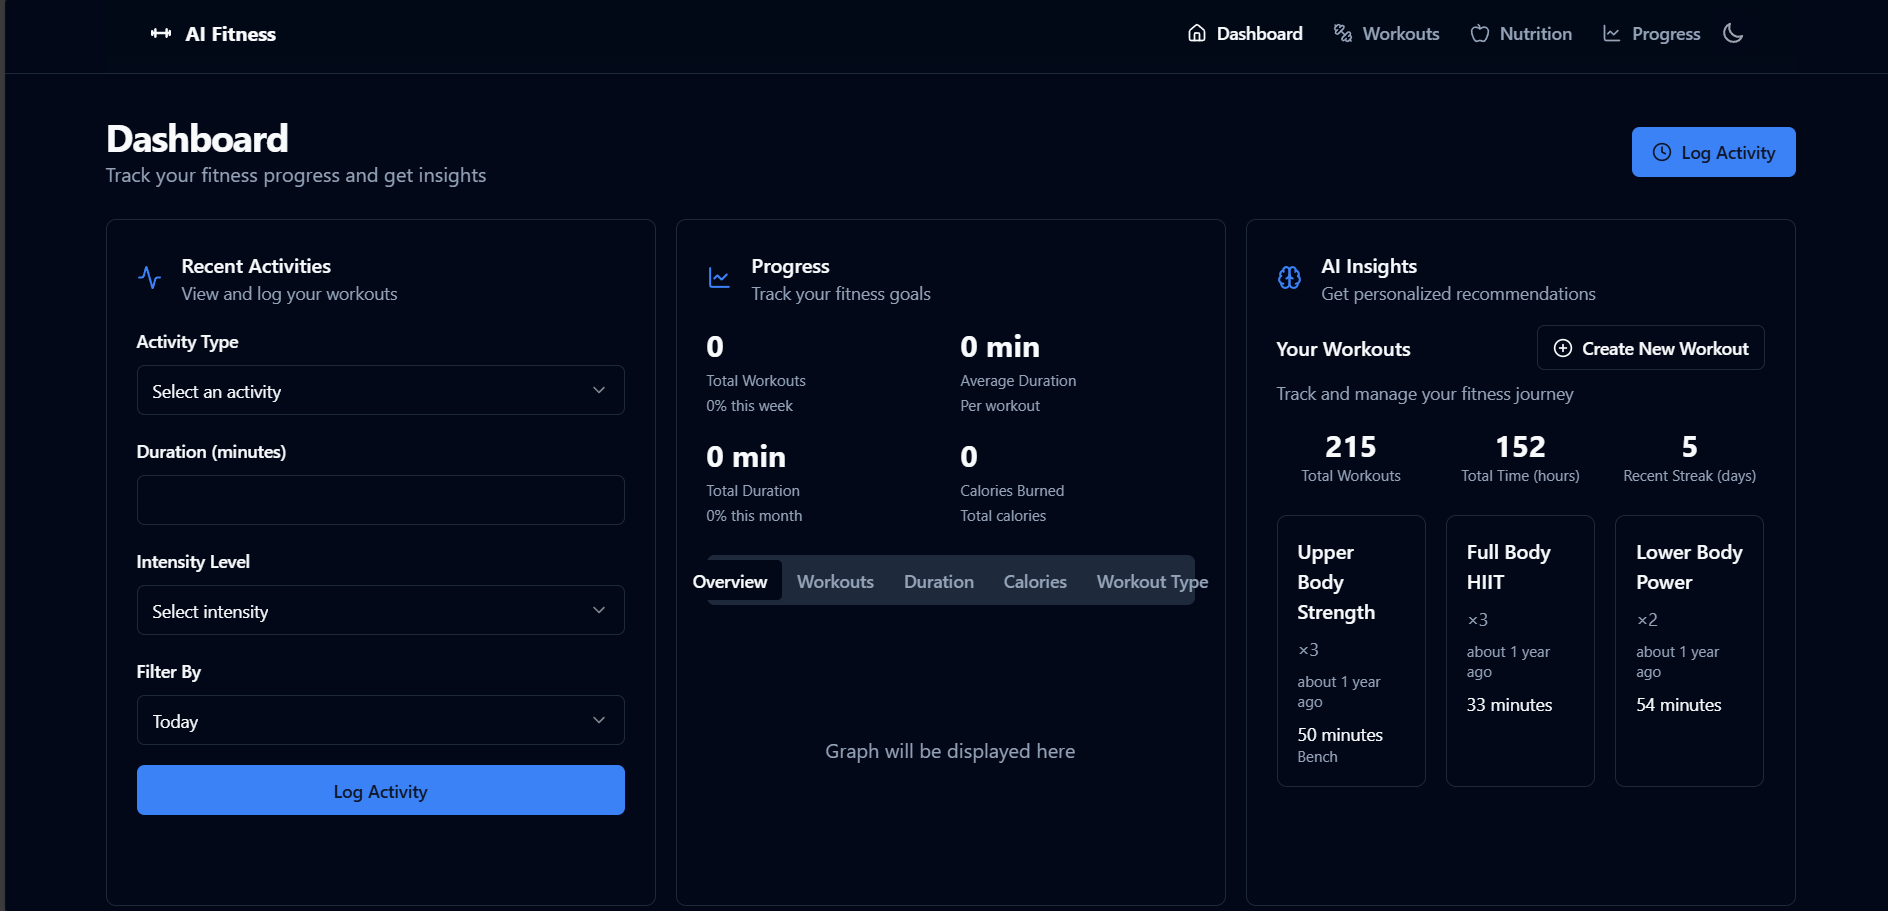 AI Fitness
Dashboard
Workouts
Nutrition
Progress
Dashboard
Track your fitness progress and get insights
Log Activity
Recent Activities
View and log your workouts
Activity Type
Select an activity
Duration (minutes)
Intensity Level
Select intensity
Filter By
Today
Log Activity
Progress
Track your fitness goals
0
Total Workouts
0% this week
0 min
Average Duration
Per workout
0 min
Total Duration
0% this month
0
Calories Burned
Total calories
Overview
Workouts
Duration
Calories
Workout Type
Graph will be displayed here
AI Insights
Get personalized recommendations
Your Workouts
Create New Workout
Track and manage your fitness journey
215
Total Workouts
152
Total Time (hours)
5
Recent Streak (days)
Upper
Body
Strength
×3
about 1 year
ago
50 minutes
Bench
Full Body
HIIT
×3
about 1 year
ago
33 minutes
Lower Body
Power
×2
about 1 year
ago
54 minutes